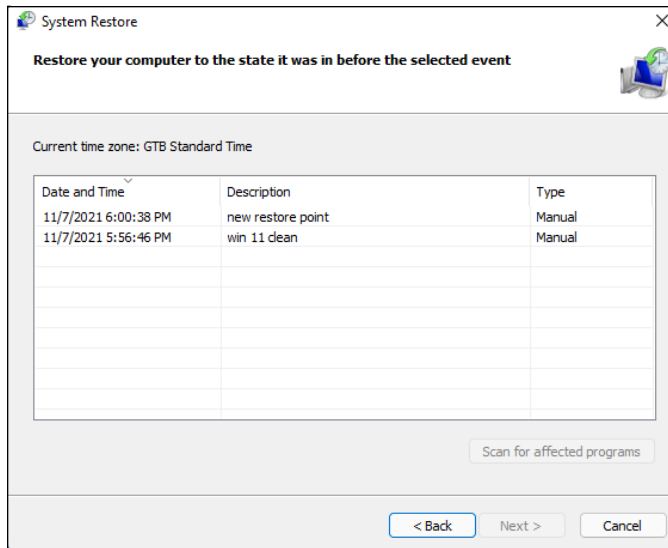 System Restore
Restore your computer to the state it was in before the selected event
Current time zone: GTB Standard Time
Date and Time Description Type
11/7/2021 6:00:38 PM new restore point Manual
11/7/2021 5:56:46 PM win 11 clean Manual
Scan for affected programs
< Back Next > Cancel